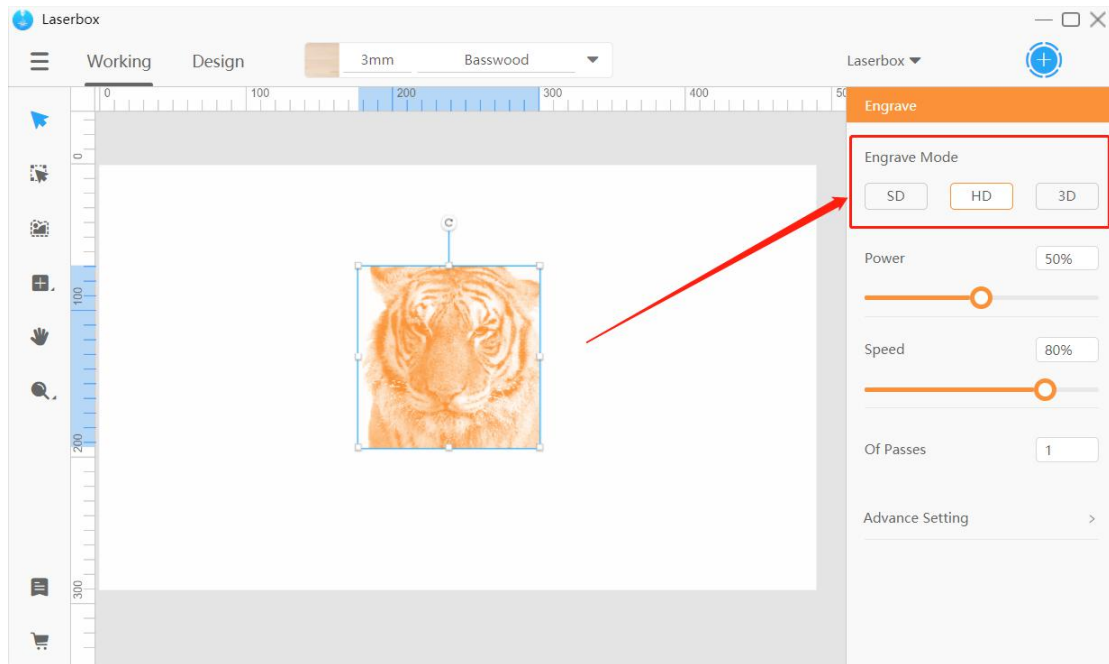 Laserbox
Working Design 3mm Basswood Laserbox
0 100 200 300 400 50
Engrave
0
Engrave Mode
SD HD 3D
C
Power 50%
100
Speed 80%
200
Of Passes 1
Advance Setting >
300